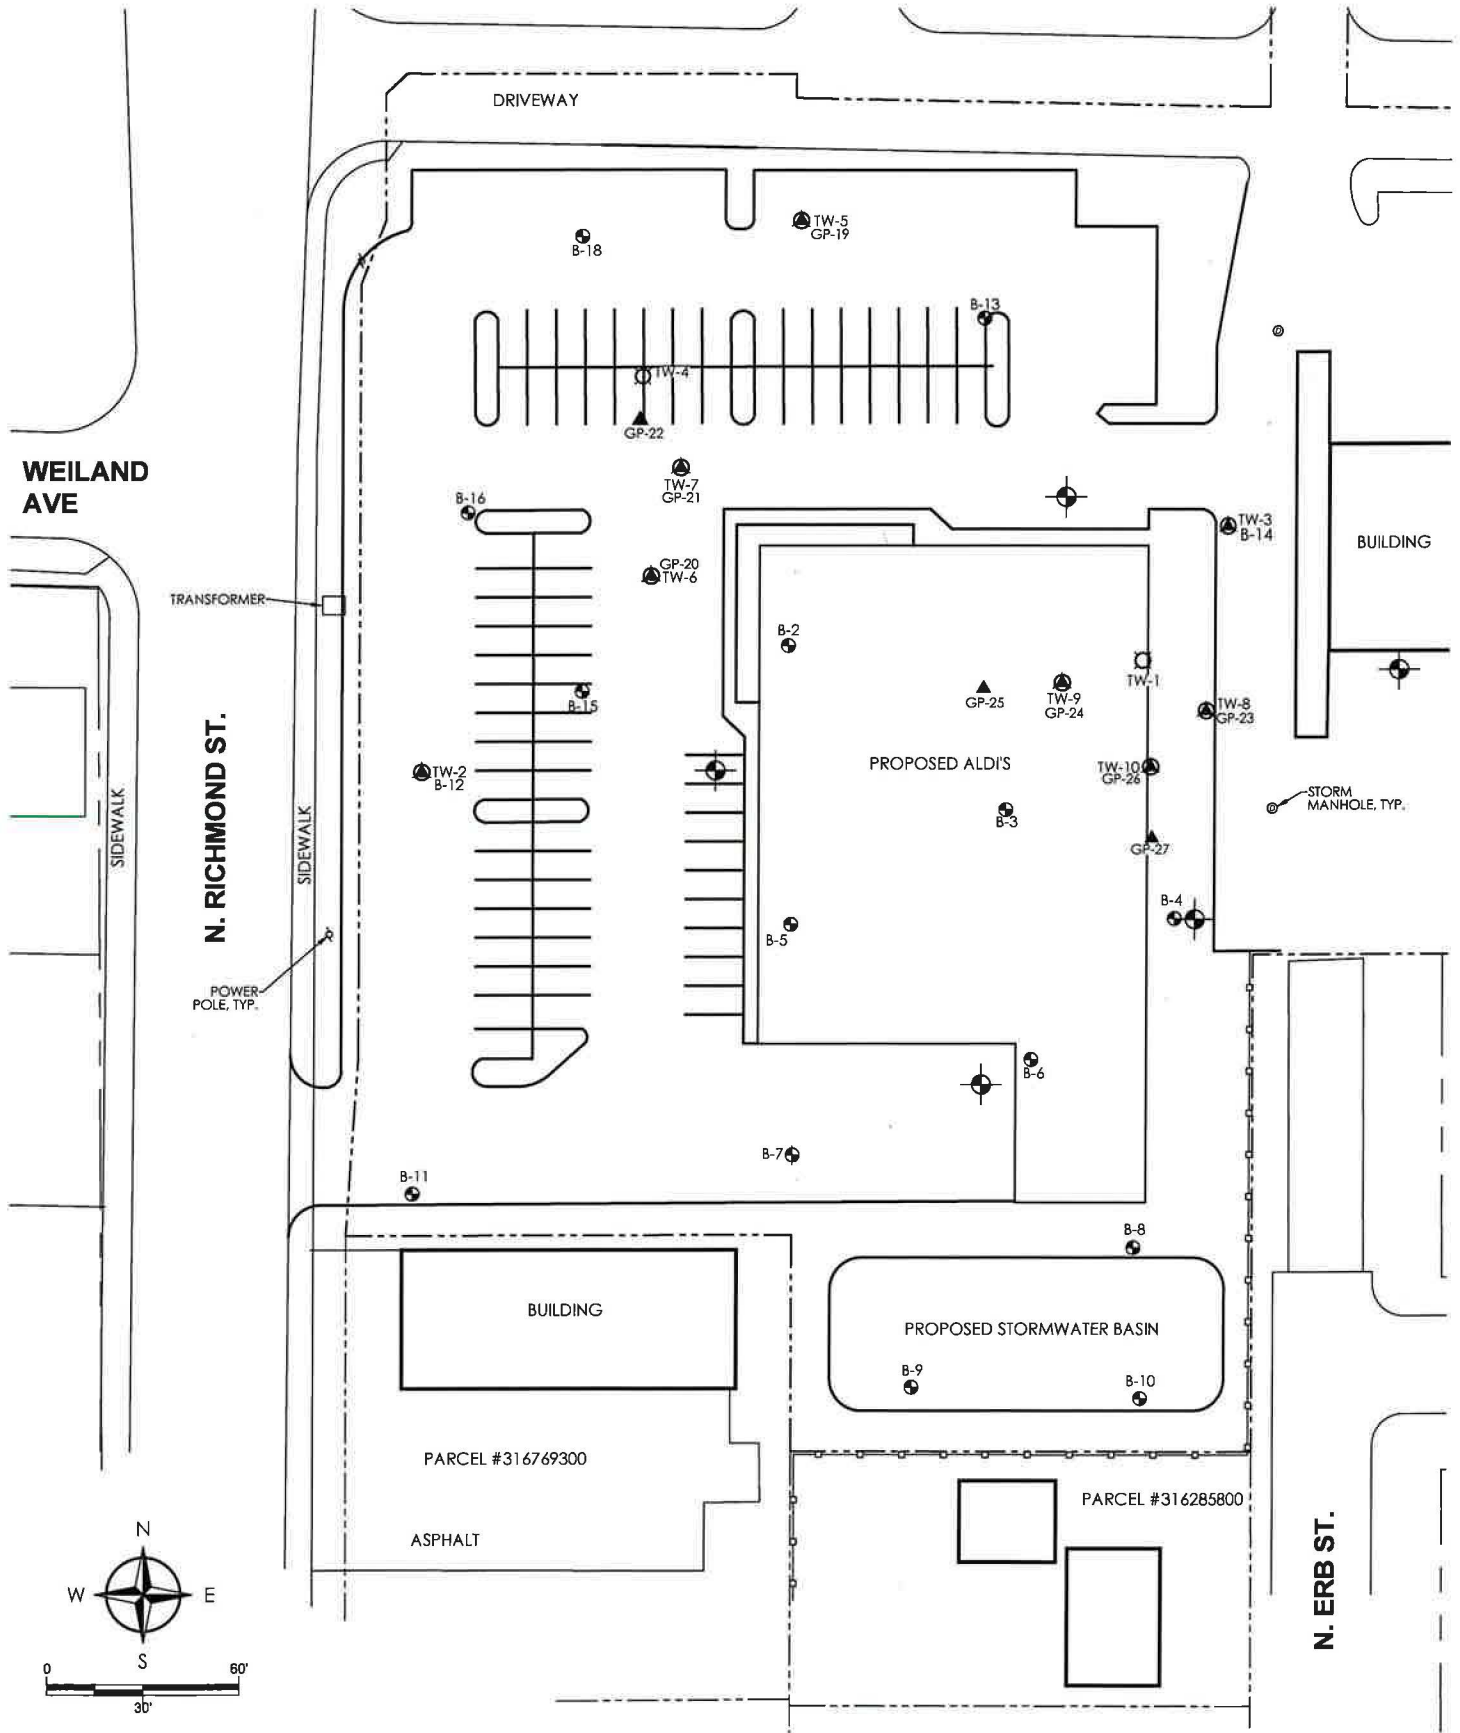 DRIVEWAY
TW-5
GP-19
B-18
B-13
TW-4
GP-22
WEILAND
AVE
TW-7
GP-21
B-16
TW-3
B-14
BUILDING
GP-20
TW-6
TRANSFORMER
B-2
TW-1
GP-25
TW-9
GP-24
B-15
TW-8
GP-23
N. RICHMOND ST.
SIDEWALK
SIDEWALK
TW-2
B-12
PROPOSED ALDI'S
TW-10
GP-26
STORM
MANHOLE, TYP.
B-3
GP-27
B-4
B-5
POWER
POLE, TYP.
B-6
B-7
B-11
B-8
BUILDING
PROPOSED STORMWATER BASIN
B-9
B-10
PARCEL #316769300
PARCEL #316285800
ASPHALT
N. ERB ST.
N
W
E
S
0
60'
30'